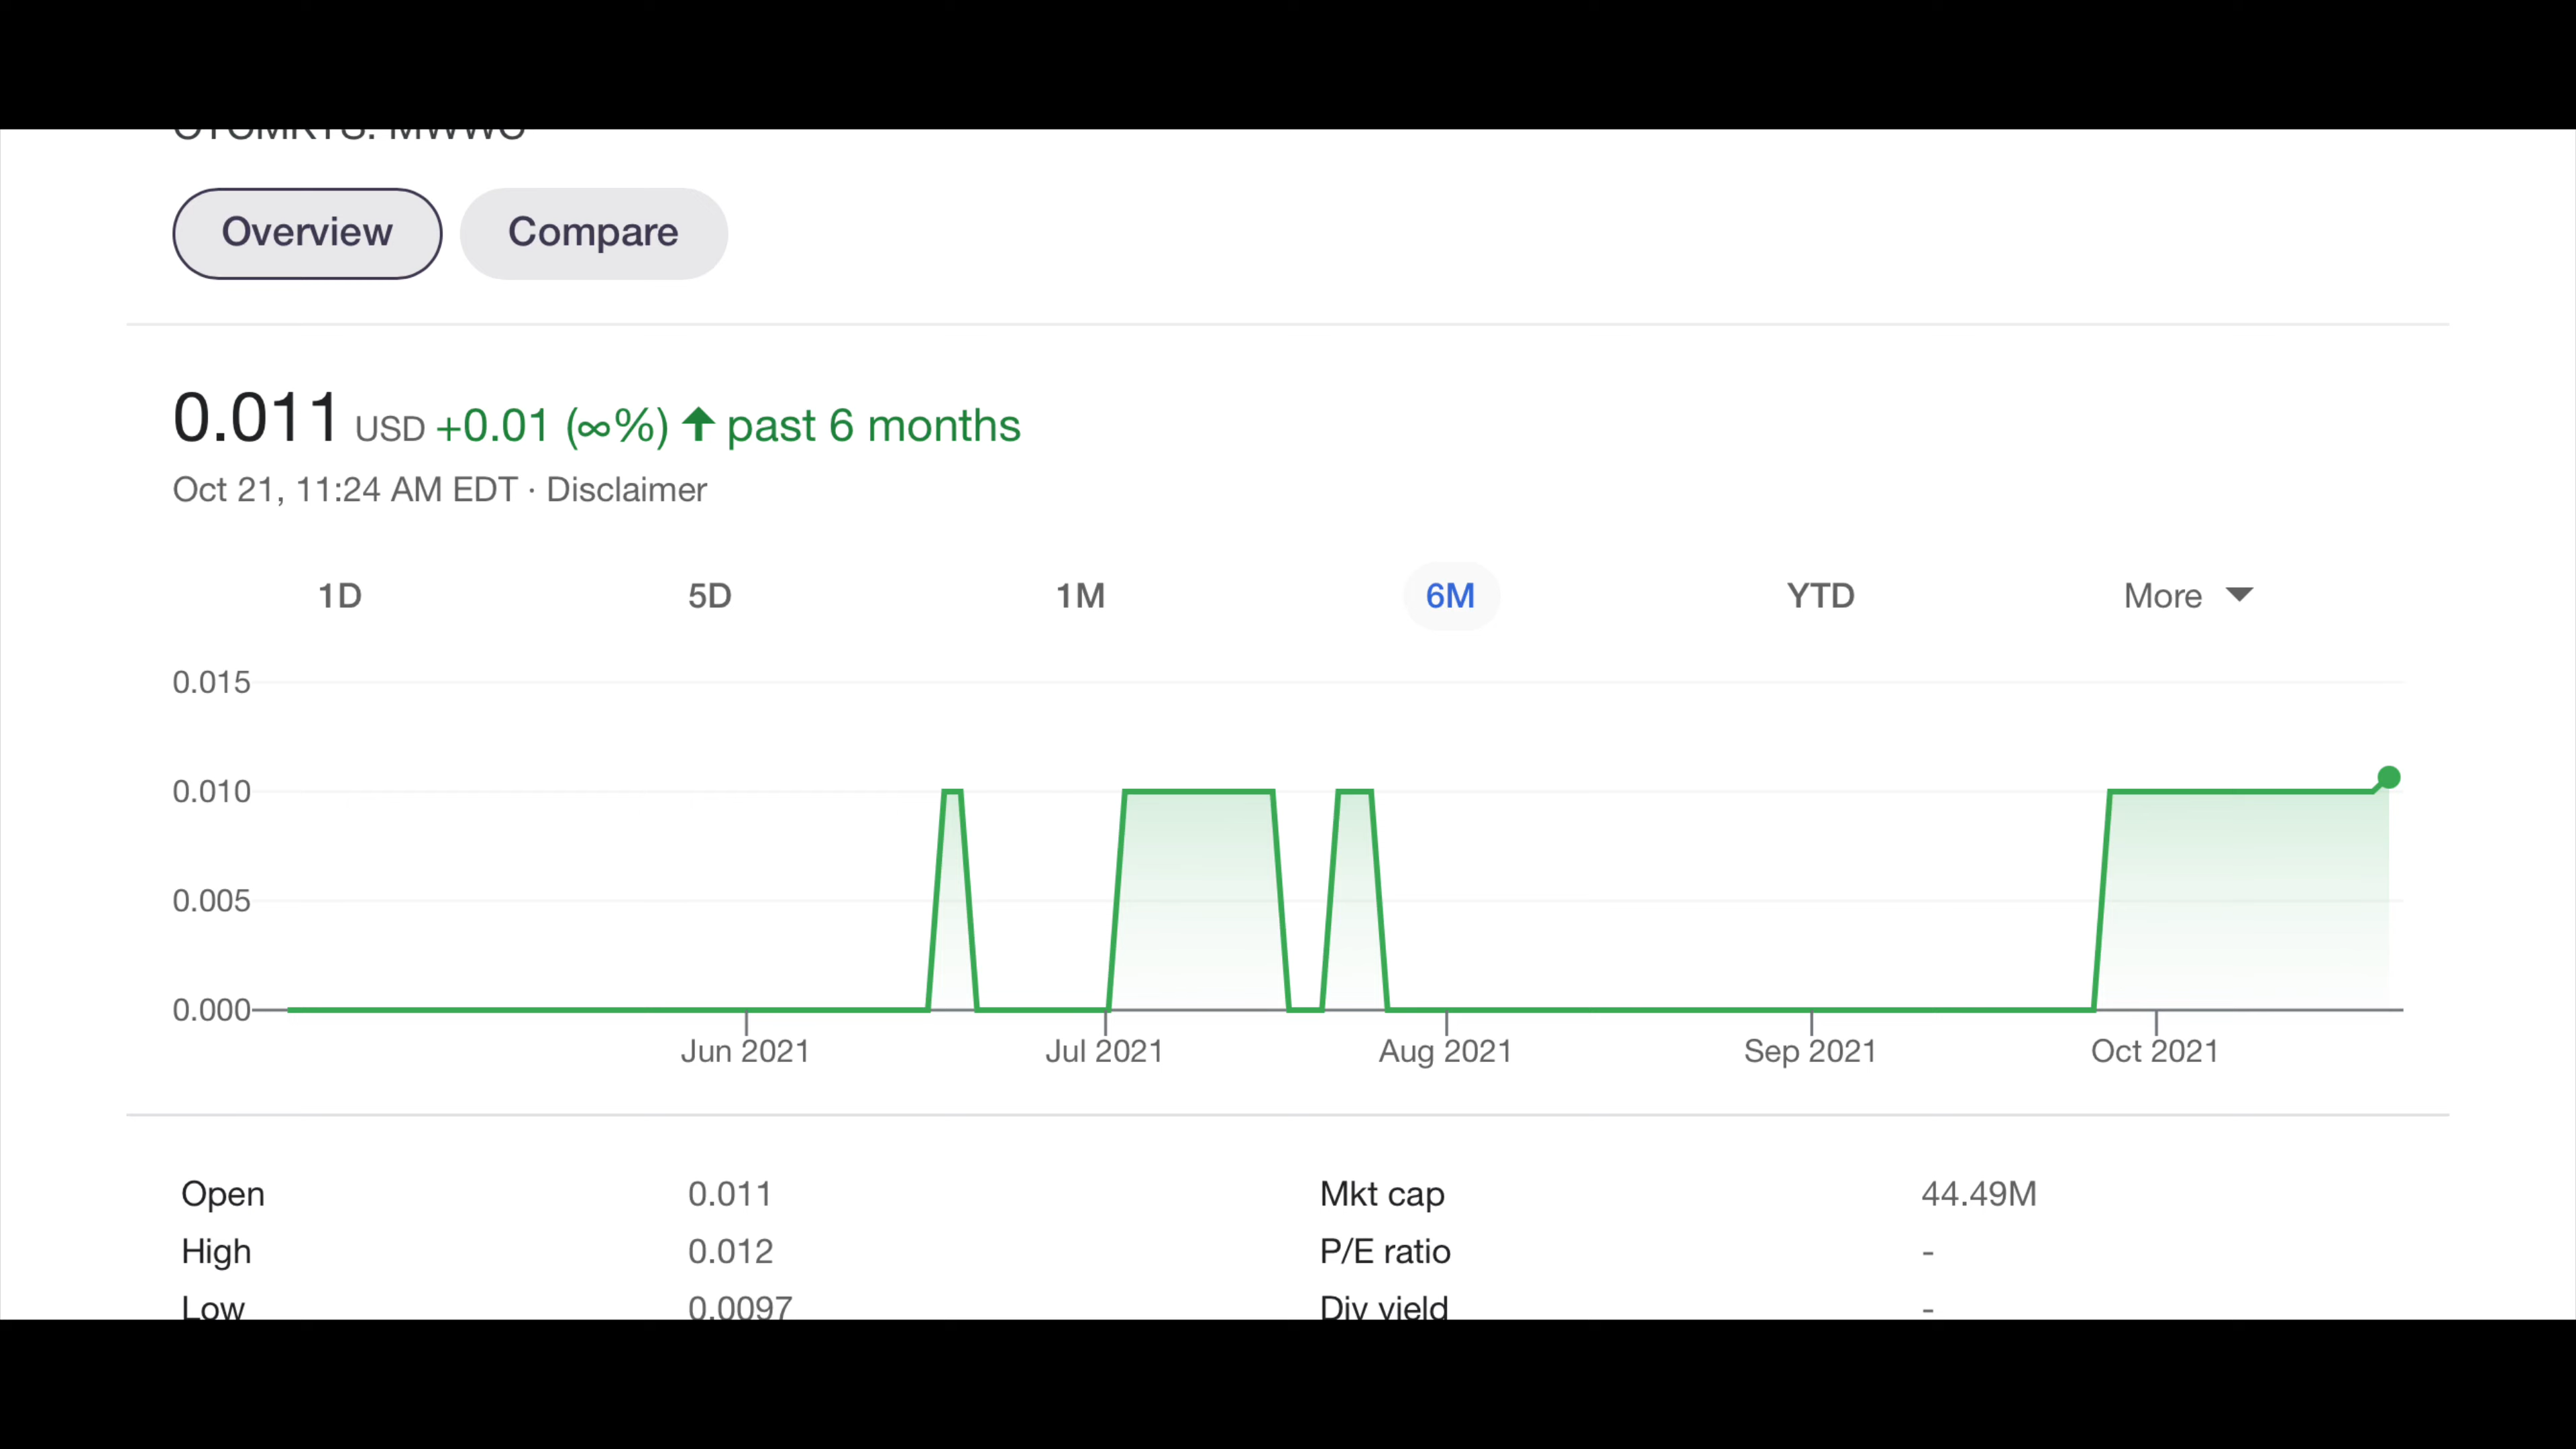 OTCMKTS: MWWC
Overview Compare
0.011 USD +0.01 (∞%) ↑ past 6 months
Oct 21, 11:24 AM EDT · Disclaimer
1D 5D 1M 6M YTD More
0.015
0.010
0.005
0.000
Jun 2021 Jul 2021 Aug 2021 Sep 2021 Oct 2021
Open 0.011 Mkt cap 44.49M
High 0.012 P/E ratio -
Low 0.0097 Div yield -